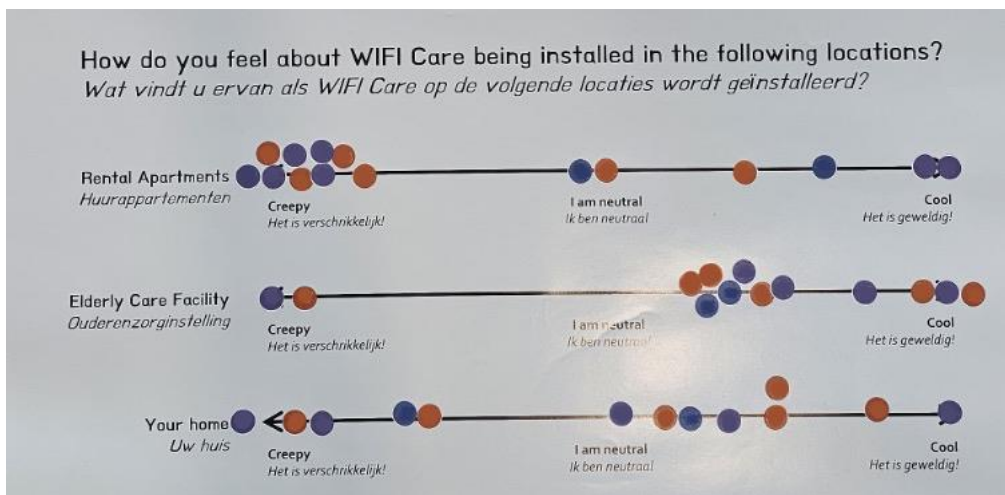 How do you feel about WIFI Care being installed in the following locations?
Wat vindt u ervan als WIFI Care op de volgende locaties wordt geïnstalleerd?
Rental Apartments
Huurappartementen
Creepy
Het is verschrikkelijk!
I am neutral
Ik ben neutraal
Cool
Het is geweldig!
Elderly Care Facility
Ouderenzorginstelling
Creepy
Het is verschrikkelijk!
I am neutral
Ik ben neutraal
Cool
Het is geweldig!
Your home
Uw huis
Creepy
Het is verschrikkelijk!
I am neutral
Ik ben neutraal
Cool
Het is geweldig!